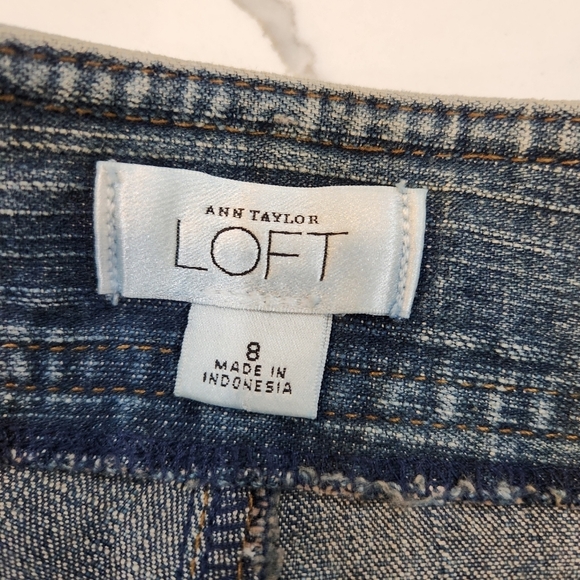 ANN TAYLOR
LOFT
8
MADE IN
INDONESIA